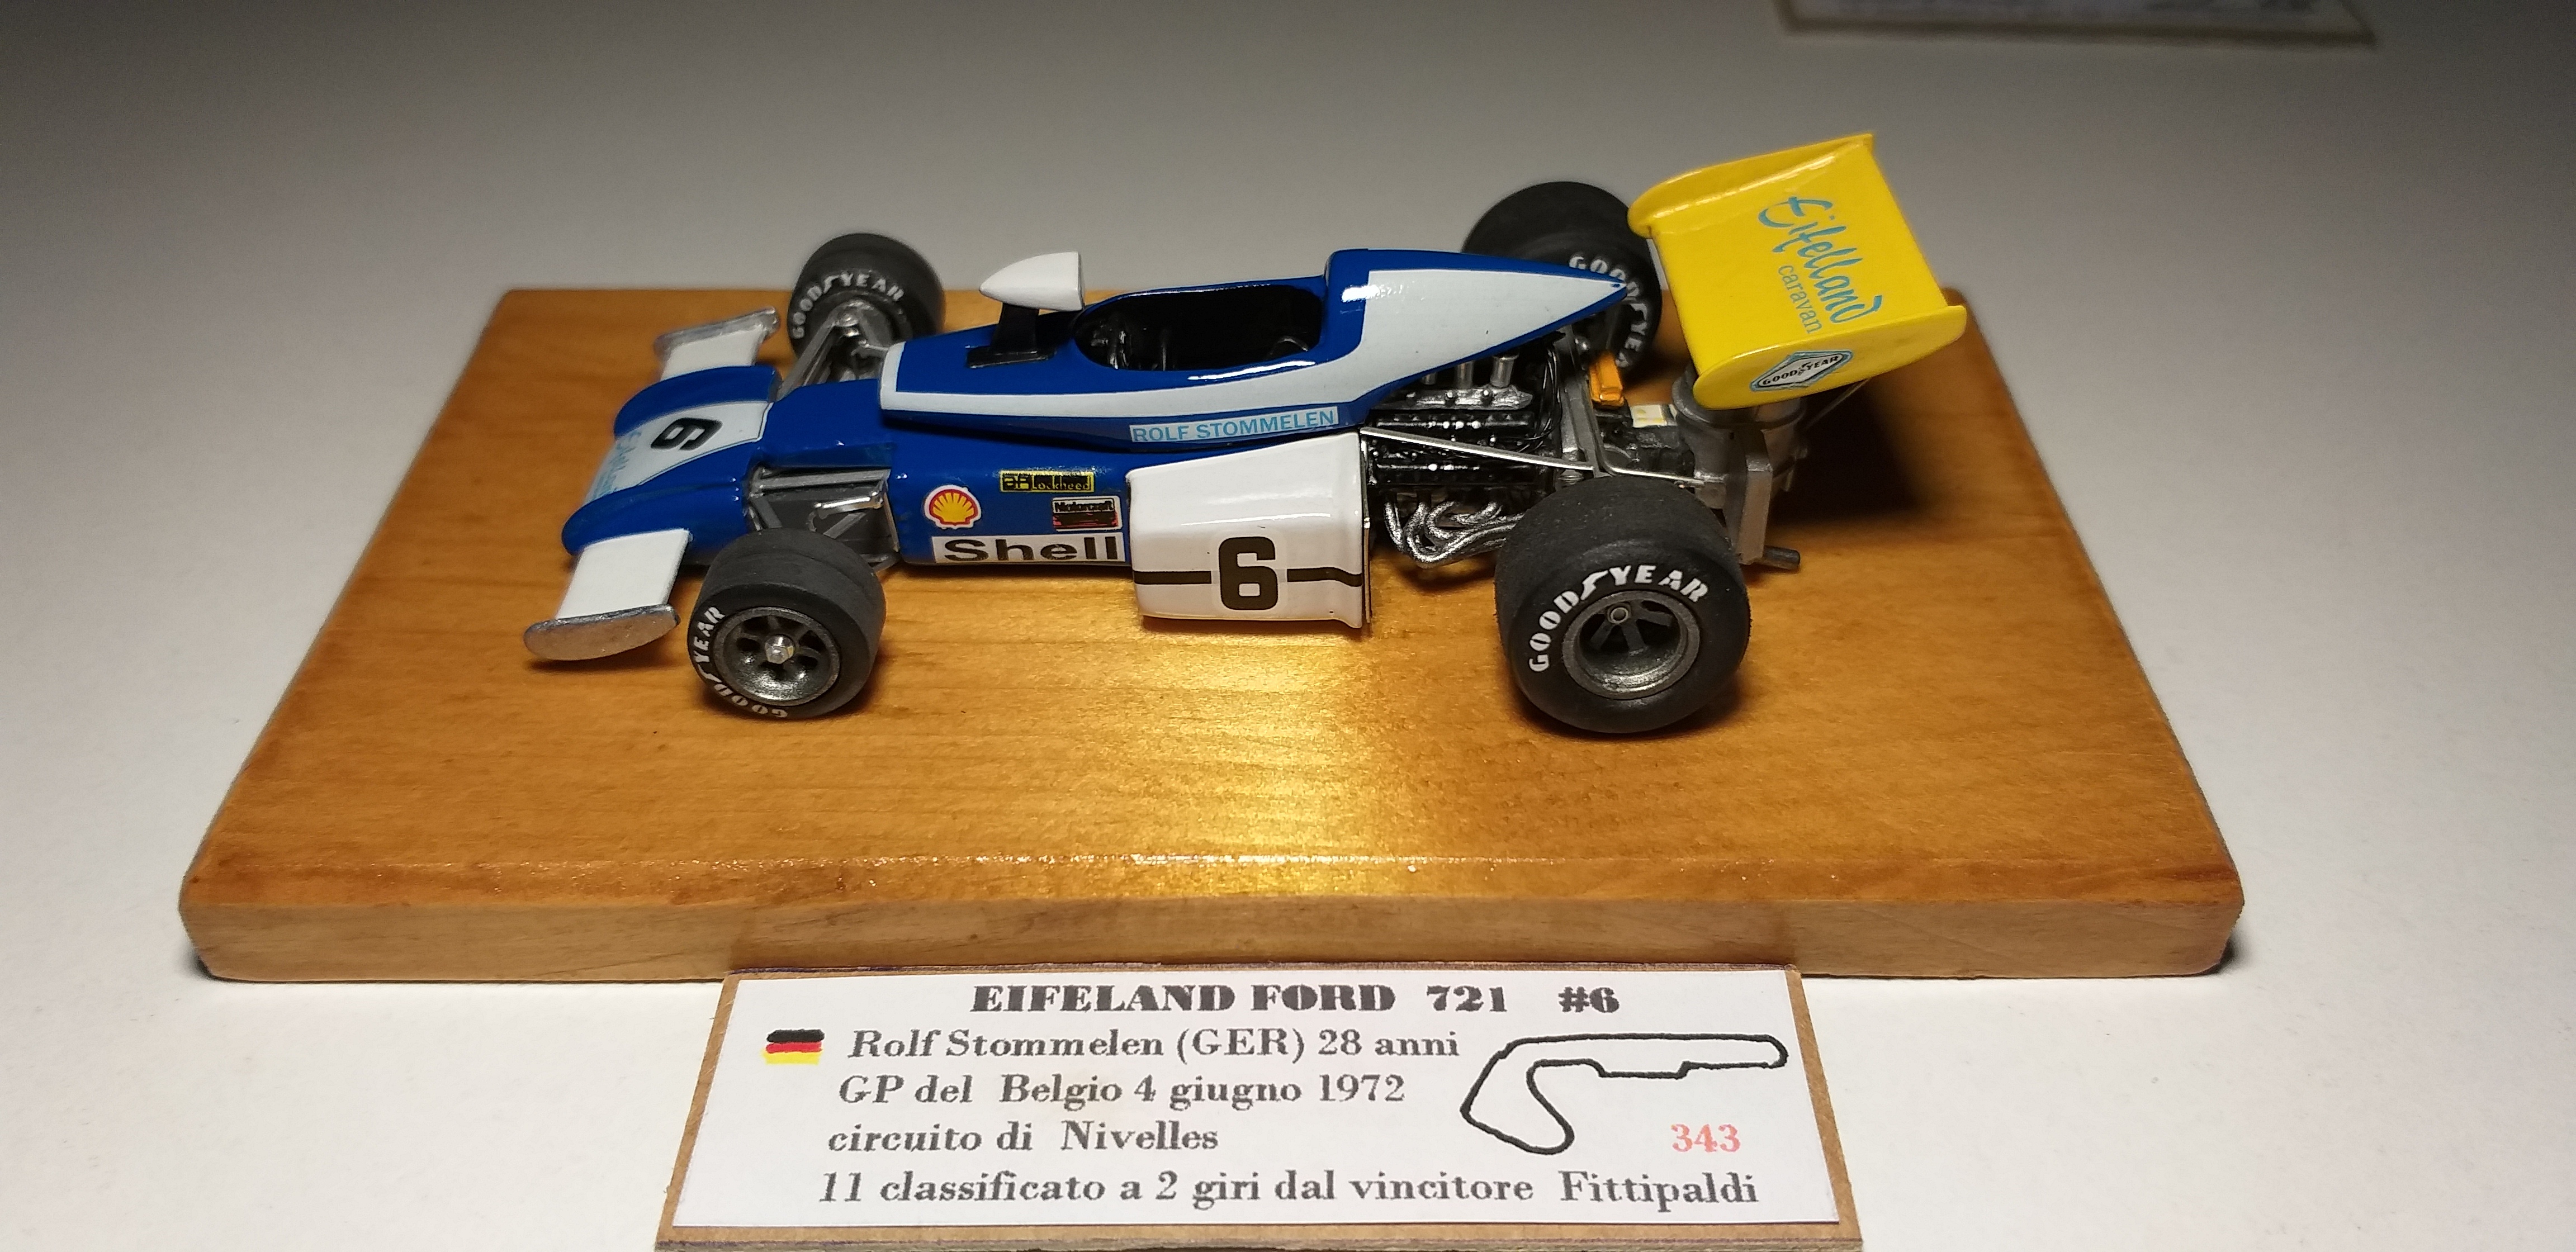 GOODYEAR
GOODYEAR
Eifelland
caravan
GOODYEAR
6
ROLF STOMMELEN
Lockheed
Motorcraft
Shell
6
GOODYEAR
GOODYEAR
EIFELAND FORD 721 #6
Rolf Stommelen (GER) 28 anni
GP del Belgio 4 giugno 1972
circuito di Nivelles
343
11 classificato a 2 giri dal vincitore Fittipaldi